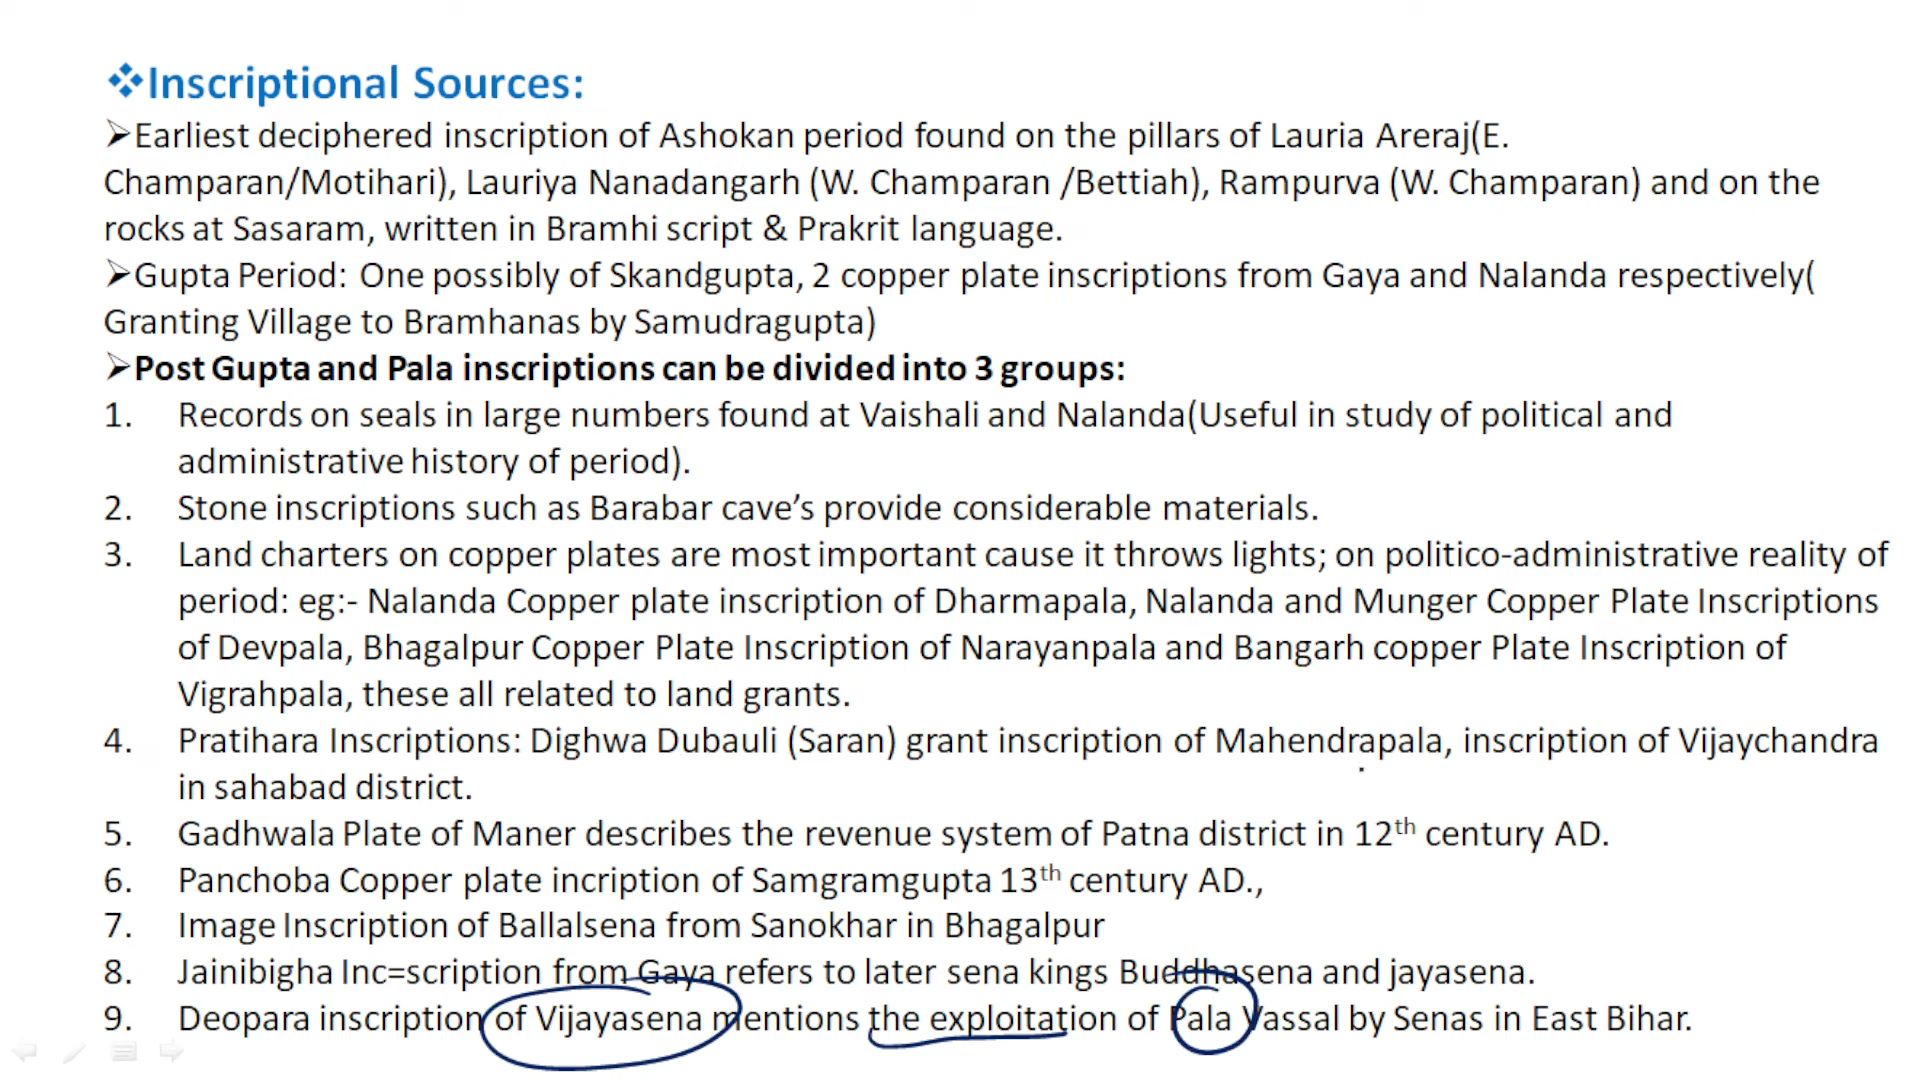 ❖Inscriptional Sources:
➢Earliest deciphered inscription of Ashokan period found on the pillars of Lauria Areraj(E.
Champaran/Motihari), Lauriya Nanadangarh (W. Champaran /Bettiah), Rampurva (W. Champaran) and on the
rocks at Sasaram, written in Bramhi script & Prakrit language.
➢Gupta Period: One possibly of Skandgupta, 2 copper plate inscriptions from Gaya and Nalanda respectively(
Granting Village to Bramhanas by Samudragupta)
➢Post Gupta and Pala inscriptions can be divided into 3 groups:
1. Records on seals in large numbers found at Vaishali and Nalanda(Useful in study of political and
administrative history of period).
2. Stone inscriptions such as Barabar cave's provide considerable materials.
3. Land charters on copper plates are most important cause it throws lights; on politico-administrative reality of
period: eg:- Nalanda Copper plate inscription of Dharmapala, Nalanda and Munger Copper Plate Inscriptions
of Devpala, Bhagalpur Copper Plate Inscription of Narayanpala and Bangarh copper Plate Inscription of
Vigrahpala, these all related to land grants.
4. Pratihara Inscriptions: Dighwa Dubauli (Saran) grant inscription of Mahendrapala, inscription of Vijaychandra
in sahabad district.
5. Gadhwala Plate of Maner describes the revenue system of Patna district in 12th century AD.
6. Panchoba Copper plate incription of Samgramgupta 13th century AD.,
7. Image Inscription of Ballalsena from Sanokhar in Bhagalpur
8. Jainibigha Inc=scription from Gaya refers to later sena kings Buddhasena and jayasena.
9. Deopara inscription of Vijayasena mentions the exploitation of Pala Vassal by Senas in East Bihar.